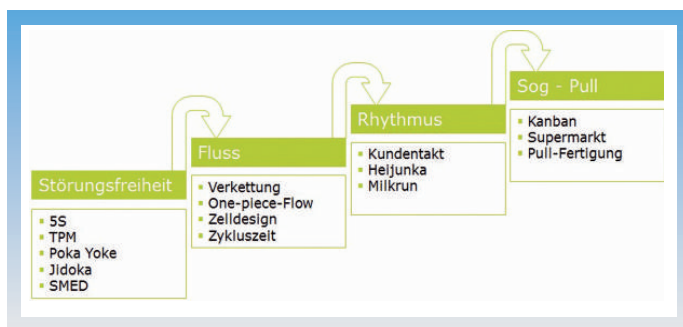 Störungsfreiheit
5S
TPM
Poka Yoke
Jidoka
SMED
Fluss
Verkettung
One-piece-Flow
Zelldesign
Zykluszeit
Rhythmus
Kundentakt
Heijunka
Milkrun
Sog - Pull
Kanban
Supermarkt
Pull-Fertigung